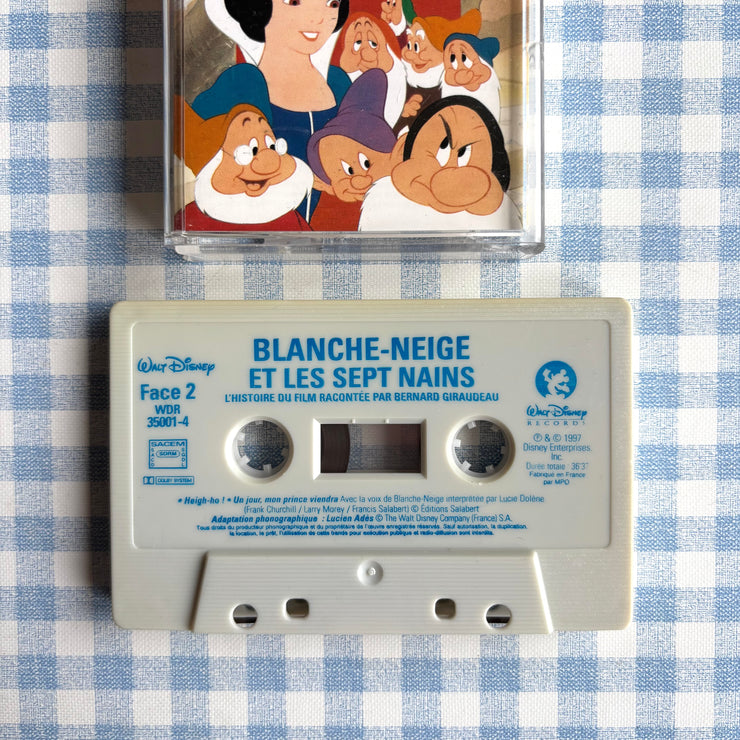 BLANCHE-NEIGE
ET LES SEPT NAINS
L'HISTOIRE DU FILM RACONTÉE PAR BERNARD GIRAUDEAU
WALT DISNEY
Face 2
WDR
35001-4
SACEM
SDRM
SACD
SGDL
DOLBY SYSTEM
WALT DISNEY
RECORDS
℗ & © 1997
Disney Enterprises,
Inc.
Durée totale 36'3"
Fabriqué en France
par MPO
• Heigh-ho ! • Un jour, mon prince viendra Avec la voix de Blanche-Neige interprétée par Lucie Dolène
(Frank Churchill / Larry Morey / Francis Salabert) © Éditions Salabert
Adaptation phonographique : Lucien Adès © The Walt Disney Company (France) S.A.
Tous droits du producteur phonographique et du propriétaire de l'œuvre enregistrée réservés. Sauf autorisation, la duplication,
la location, le prêt, l'utilisation de cette bande pour exécution publique et radio-diffusion sont interdits.